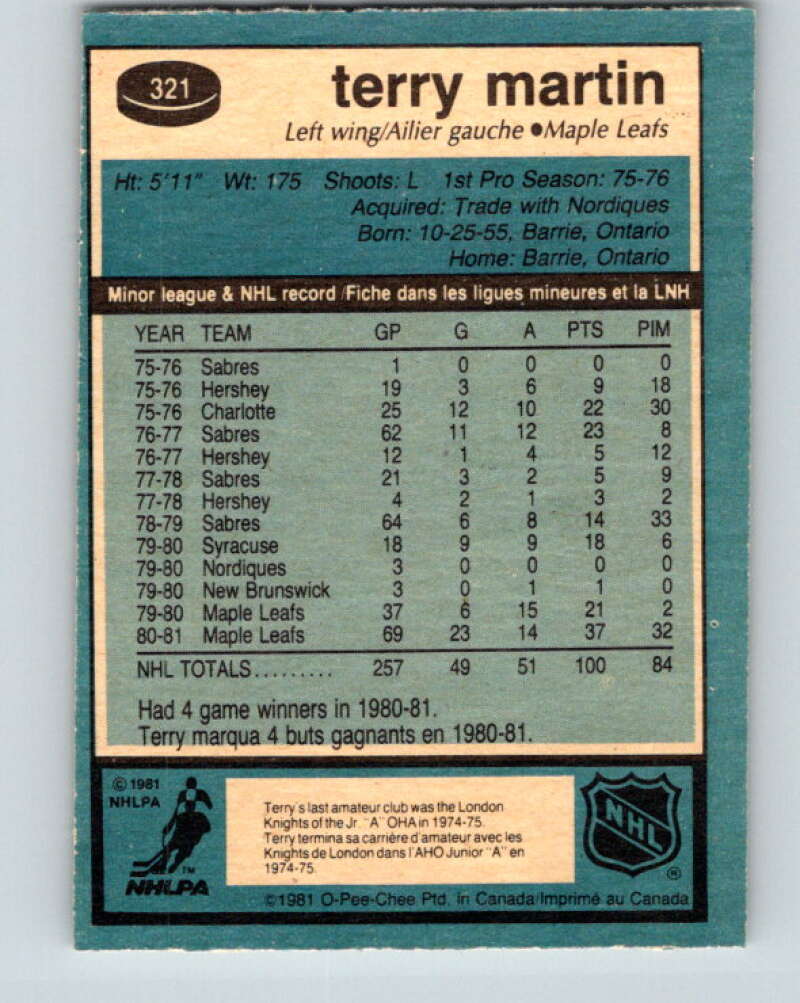 321
terry martin
Left wing/Ailier gauche ●Maple Leafs
Ht: 5'11" Wt: 175 Shoots: L 1st Pro Season: 75-76
Acquired: Trade with Nordiques
Born: 10-25-55, Barrie, Ontario
Home: Barrie, Ontario
Minor league & NHL record/Fiche dans les ligues mineures et la LNH
YEAR TEAM GP G A PTS PIM
75-76 Sabres 1 0 0 0 0
75-76 Hershey 19 3 6 9 18
75-76 Charlotte 25 12 10 22 30
76-77 Sabres 62 11 12 23 8
76-77 Hershey 12 1 4 5 12
77-78 Sabres 21 3 2 5 9
77-78 Hershey 4 2 1 3 2
78-79 Sabres 64 6 8 14 33
79-80 Syracuse 18 9 9 18 6
79-80 Nordiques 3 0 0 0 0
79-80 New Brunswick 3 0 1 1 0
79-80 Maple Leafs 37 6 15 21 2
80-81 Maple Leafs 69 23 14 37 32
NHL TOTALS......... 257 49 51 100 84
Had 4 game winners in 1980-81.
Terry marqua 4 buts gagnants en 1980-81.
©1981
NHLPA
TM
NHLPA
Terry's last amateur club was the London
Knights of the Jr. "A" OHA in 1974-75.
Terry termina sa carrière d'amateur avec les
Knights de London dans l'AHO Junior "A" en
1974-75.
NHL
®
©1981 O-Pee-Chee Ptd. in Canada/Imprimé au Canada